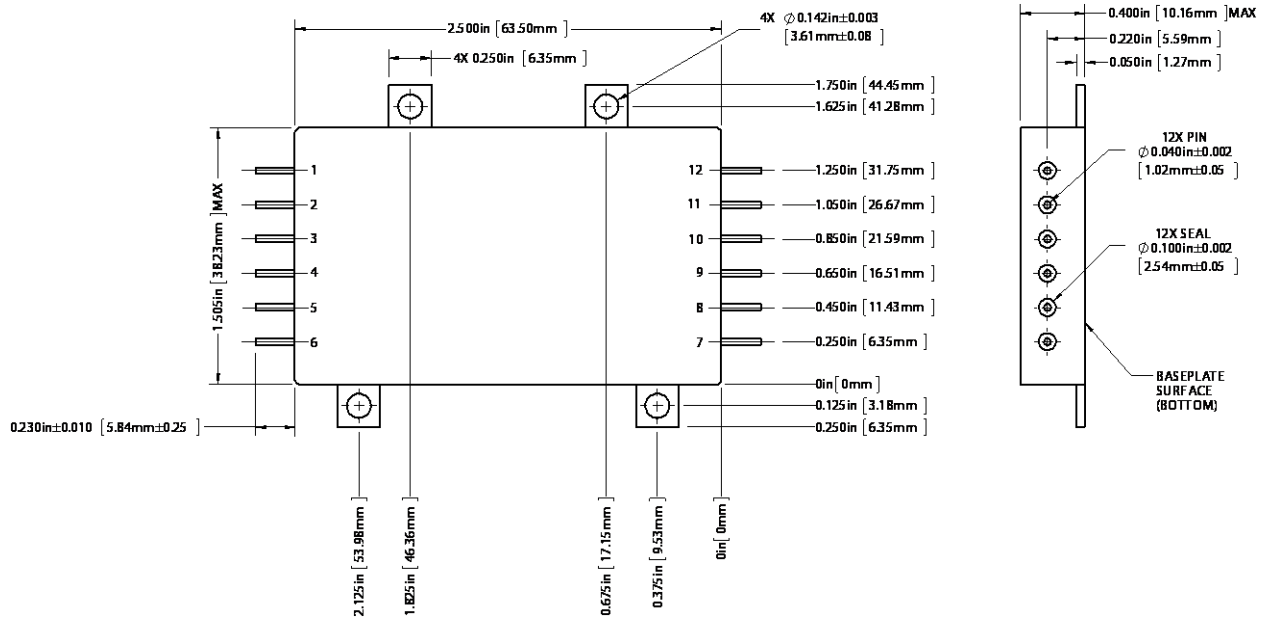 2.500in [63.50mm]
4X 0.250in [6.35mm]
4X Ø0.142in±0.003
[3.61mm±0.08]
1.750in [44.45mm]
1.625in [41.28mm]
1.505in [38.23mm] MAX
1
2
3
4
5
6
12
11
10
9
8
7
1.250in [31.75mm]
1.050in [26.67mm]
0.850in [21.59mm]
0.650in [16.51mm]
0.450in [11.43mm]
0.250in [6.35mm]
0in[0mm]
0.125in [3.18mm]
0.250in [6.35mm]
0.230in±0.010 [5.84mm±0.25]
2.125in [53.98mm]
1.825in [46.36mm]
0.675in [17.15mm]
0.375in [9.53mm]
0in[0mm]
0.400in [10.16mm]MAX
0.220in [5.59mm]
0.050in [1.27mm]
12X PIN
Ø0.040in±0.002
[1.02mm±0.05]
12X SEAL
Ø0.100in±0.002
[2.54mm±0.05]
BASEPLATE
SURFACE
(BOTTOM)